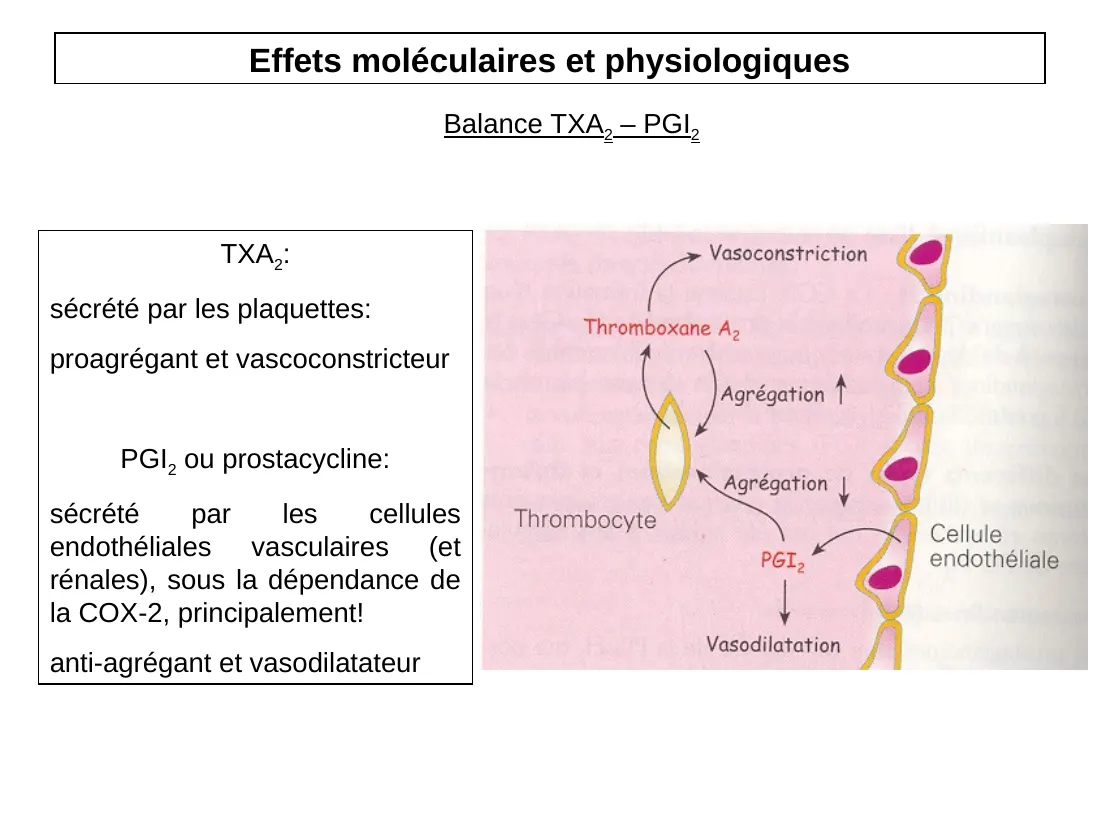 Effets moléculaires et physiologiques
Balance TXA2 – PGI2
TXA2:
sécrété par les plaquettes:
proagrégant et vascoconstricteur
PGI2 ou prostacycline:
sécrété par les cellules
endothéliales vasculaires (et
rénales), sous la dépendance de
la COX-2, principalement!
anti-agrégant et vasodilatateur
Vasoconstriction
Thromboxane A2
Agrégation ↑
Agrégation ↓
Thrombocyte
Cellule
endothéliale
PGI2
Vasodilatation